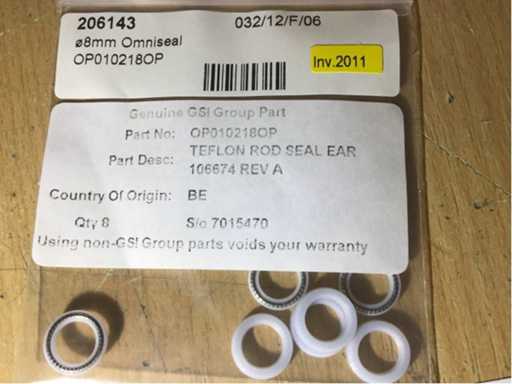 206143 032/12/F/06
ø8mm Omniseal
OP010218OP
Inv.2011
Genuine GSI Group Part
Part No: OP010218OP
Part Desc: TEFLON ROD SEAL EAR
106674 REV A
Country Of Origin: BE
Qty 8 S/o 7015470
Using non-GSI Group parts voids your warranty